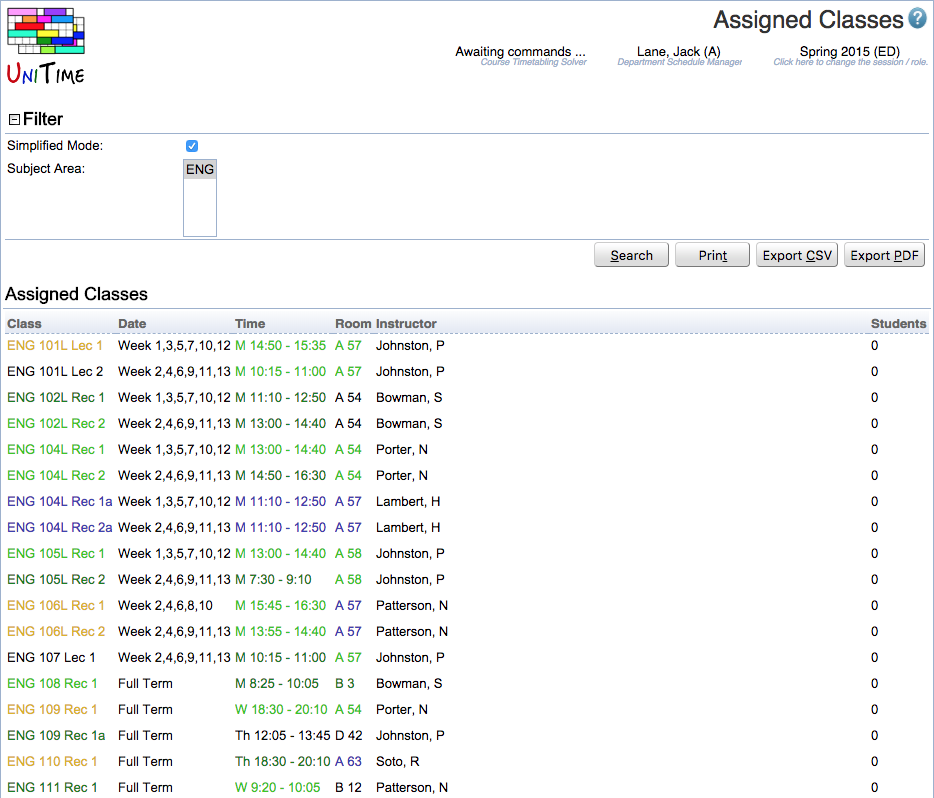 Assigned Classes ?
UNITIME
Awaiting commands ... Lane, Jack (A) Spring 2015 (ED)
Course Timetabling Solver Department Schedule Manager Click here to change the session / role.
Filter
Simplified Mode:
Subject Area: ENG
Search Print Export CSV Export PDF
Assigned Classes
Class Date Time Room Instructor Students
ENG 101L Lec 1 Week 1,3,5,7,10,12 M 14:50 - 15:35 A 57 Johnston, P 0
ENG 101L Lec 2 Week 2,4,6,9,11,13 M 10:15 - 11:00 A 57 Johnston, P 0
ENG 102L Rec 1 Week 1,3,5,7,10,12 M 11:10 - 12:50 A 54 Bowman, S 0
ENG 102L Rec 2 Week 2,4,6,9,11,13 M 13:00 - 14:40 A 54 Bowman, S 0
ENG 104L Rec 1 Week 1,3,5,7,10,12 M 13:00 - 14:40 A 54 Porter, N 0
ENG 104L Rec 2 Week 2,4,6,9,11,13 M 14:50 - 16:30 A 54 Porter, N 0
ENG 104L Rec 1a Week 1,3,5,7,10,12 M 11:10 - 12:50 A 57 Lambert, H 0
ENG 104L Rec 2a Week 2,4,6,9,11,13 M 11:10 - 12:50 A 57 Lambert, H 0
ENG 105L Rec 1 Week 1,3,5,7,10,12 M 13:00 - 14:40 A 58 Johnston, P 0
ENG 105L Rec 2 Week 2,4,6,9,11,13 M 7:30 - 9:10 A 58 Johnston, P 0
ENG 106L Rec 1 Week 2,4,6,8,10 M 15:45 - 16:30 A 57 Patterson, N 0
ENG 106L Rec 2 Week 2,4,6,9,11,13 M 13:55 - 14:40 A 57 Patterson, N 0
ENG 107 Lec 1 Week 2,4,6,9,11,13 M 10:15 - 11:00 A 57 Johnston, P 0
ENG 108 Rec 1 Full Term M 8:25 - 10:05 B 3 Bowman, S 0
ENG 109 Rec 1 Full Term W 18:30 - 20:10 A 54 Porter, N 0
ENG 109 Rec 1a Full Term Th 12:05 - 13:45 D 42 Johnston, P 0
ENG 110 Rec 1 Full Term Th 18:30 - 20:10 A 63 Soto, R 0
ENG 111 Rec 1 Full Term W 9:20 - 10:05 B 12 Patterson, N 0